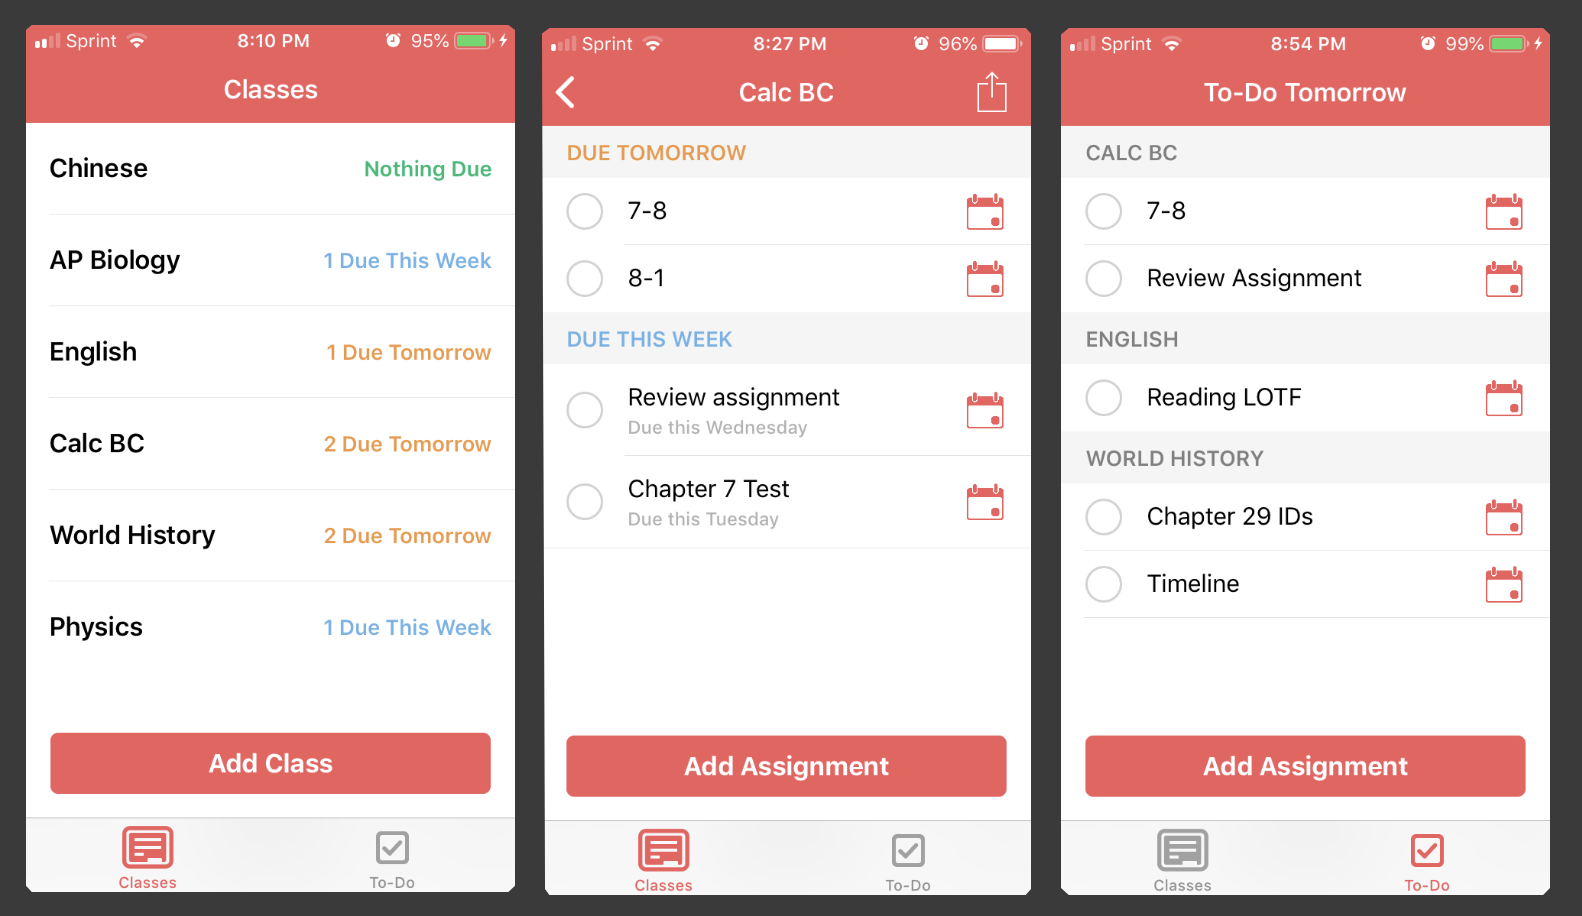 Sprint 8:10 PM 95%
Classes
Chinese Nothing Due
AP Biology 1 Due This Week
English 1 Due Tomorrow
Calc BC 2 Due Tomorrow
World History 2 Due Tomorrow
Physics 1 Due This Week
Add Class
Classes To-Do
Sprint 8:27 PM 96%
Calc BC
DUE TOMORROW
7-8
8-1
DUE THIS WEEK
Review assignment
Due this Wednesday
Chapter 7 Test
Due this Tuesday
Add Assignment
Classes To-Do
Sprint 8:54 PM 99%
To-Do Tomorrow
CALC BC
7-8
Review Assignment
ENGLISH
Reading LOTF
WORLD HISTORY
Chapter 29 IDs
Timeline
Add Assignment
Classes To-Do